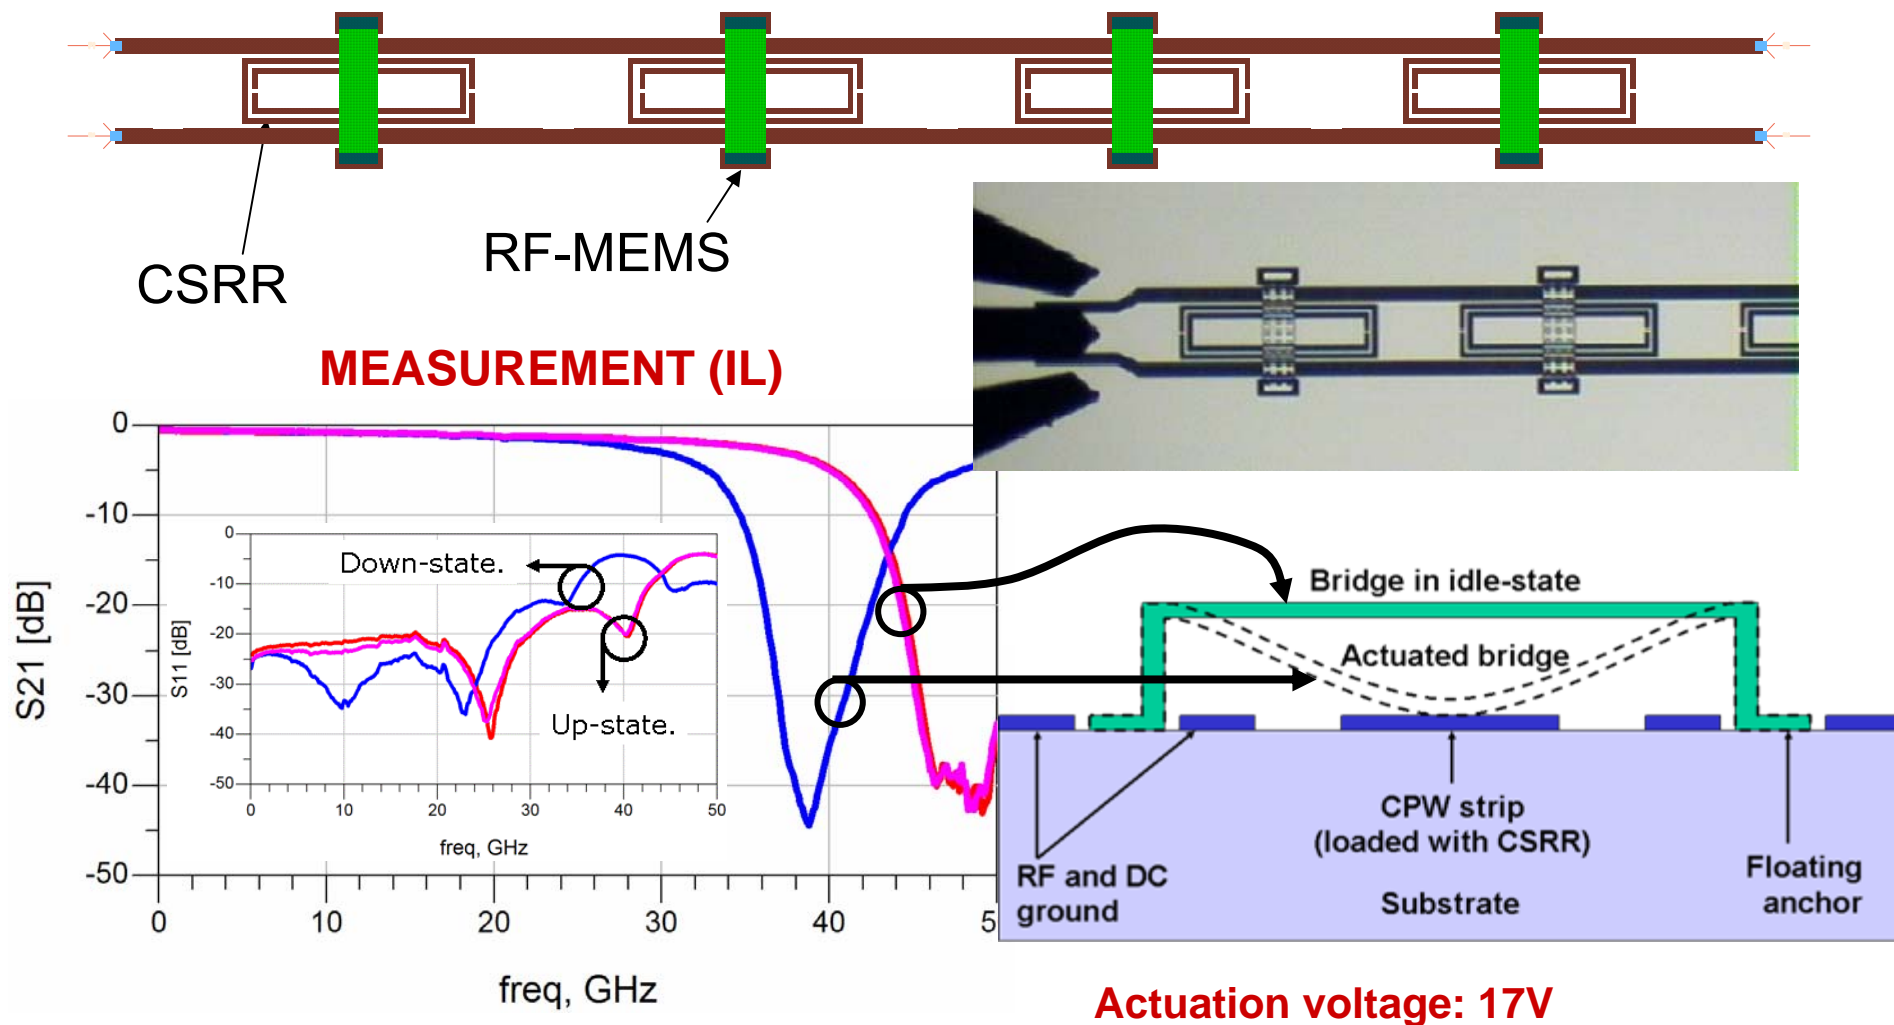 CSRR
RF-MEMS
MEASUREMENT (IL)
S21 [dB]
0
-10
-20
-30
-40
-50
0
10
20
30
40
5
freq, GHz
S11 [dB]
0
-10
-20
-30
-40
-50
0
10
20
30
40
50
freq, GHz
Down-state.
Up-state.
Bridge in idle-state
Actuated bridge
CPW strip
(loaded with CSRR)
RF and DC
ground
Substrate
Floating
anchor
Actuation voltage: 17V